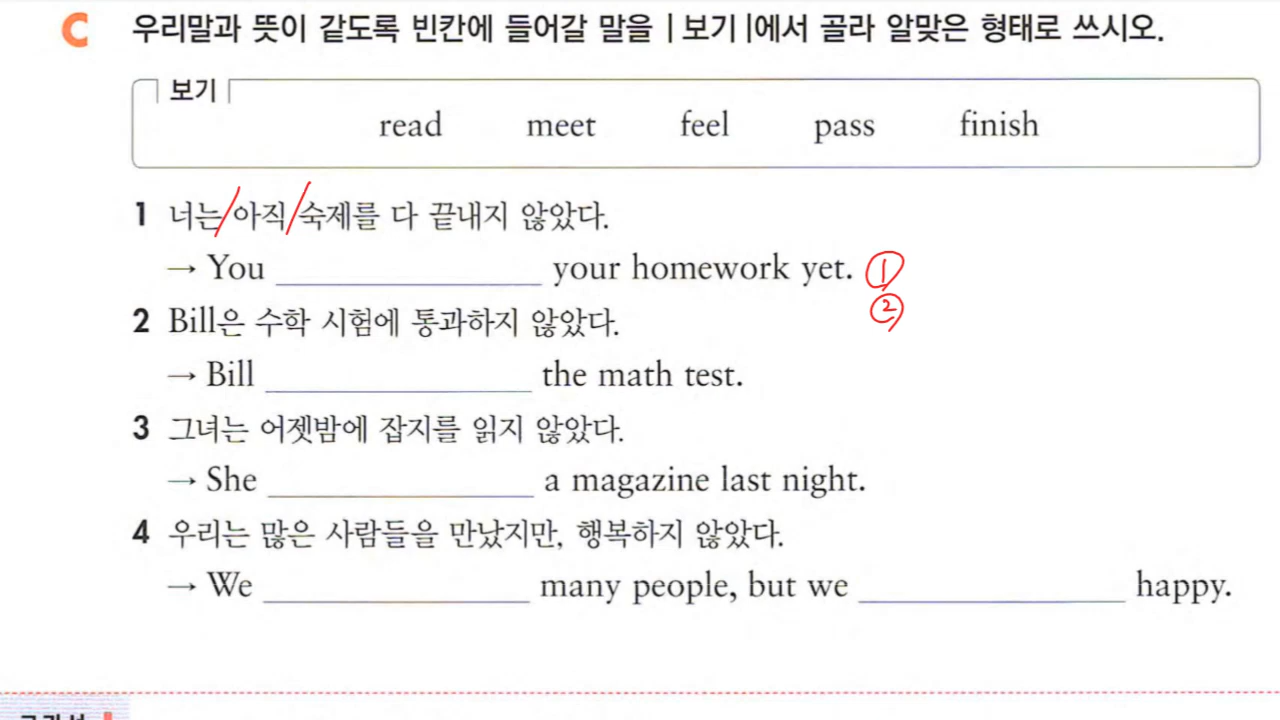 C 우리말과 뜻이 같도록 빈칸에 들어갈 말을 | 보기 |에서 골라 알맞은 형태로 쓰시오.
보기
read meet feel pass finish
1 너는/아직/숙제를 다 끝내지 않았다.
→ You ____________ your homework yet. ①
②
2 Bill은 수학 시험에 통과하지 않았다.
→ Bill ____________ the math test.
3 그녀는 어젯밤에 잡지를 읽지 않았다.
→ She ____________ a magazine last night.
4 우리는 많은 사람들을 만났지만, 행복하지 않았다.
→ We ____________ many people, but we ____________ happy.